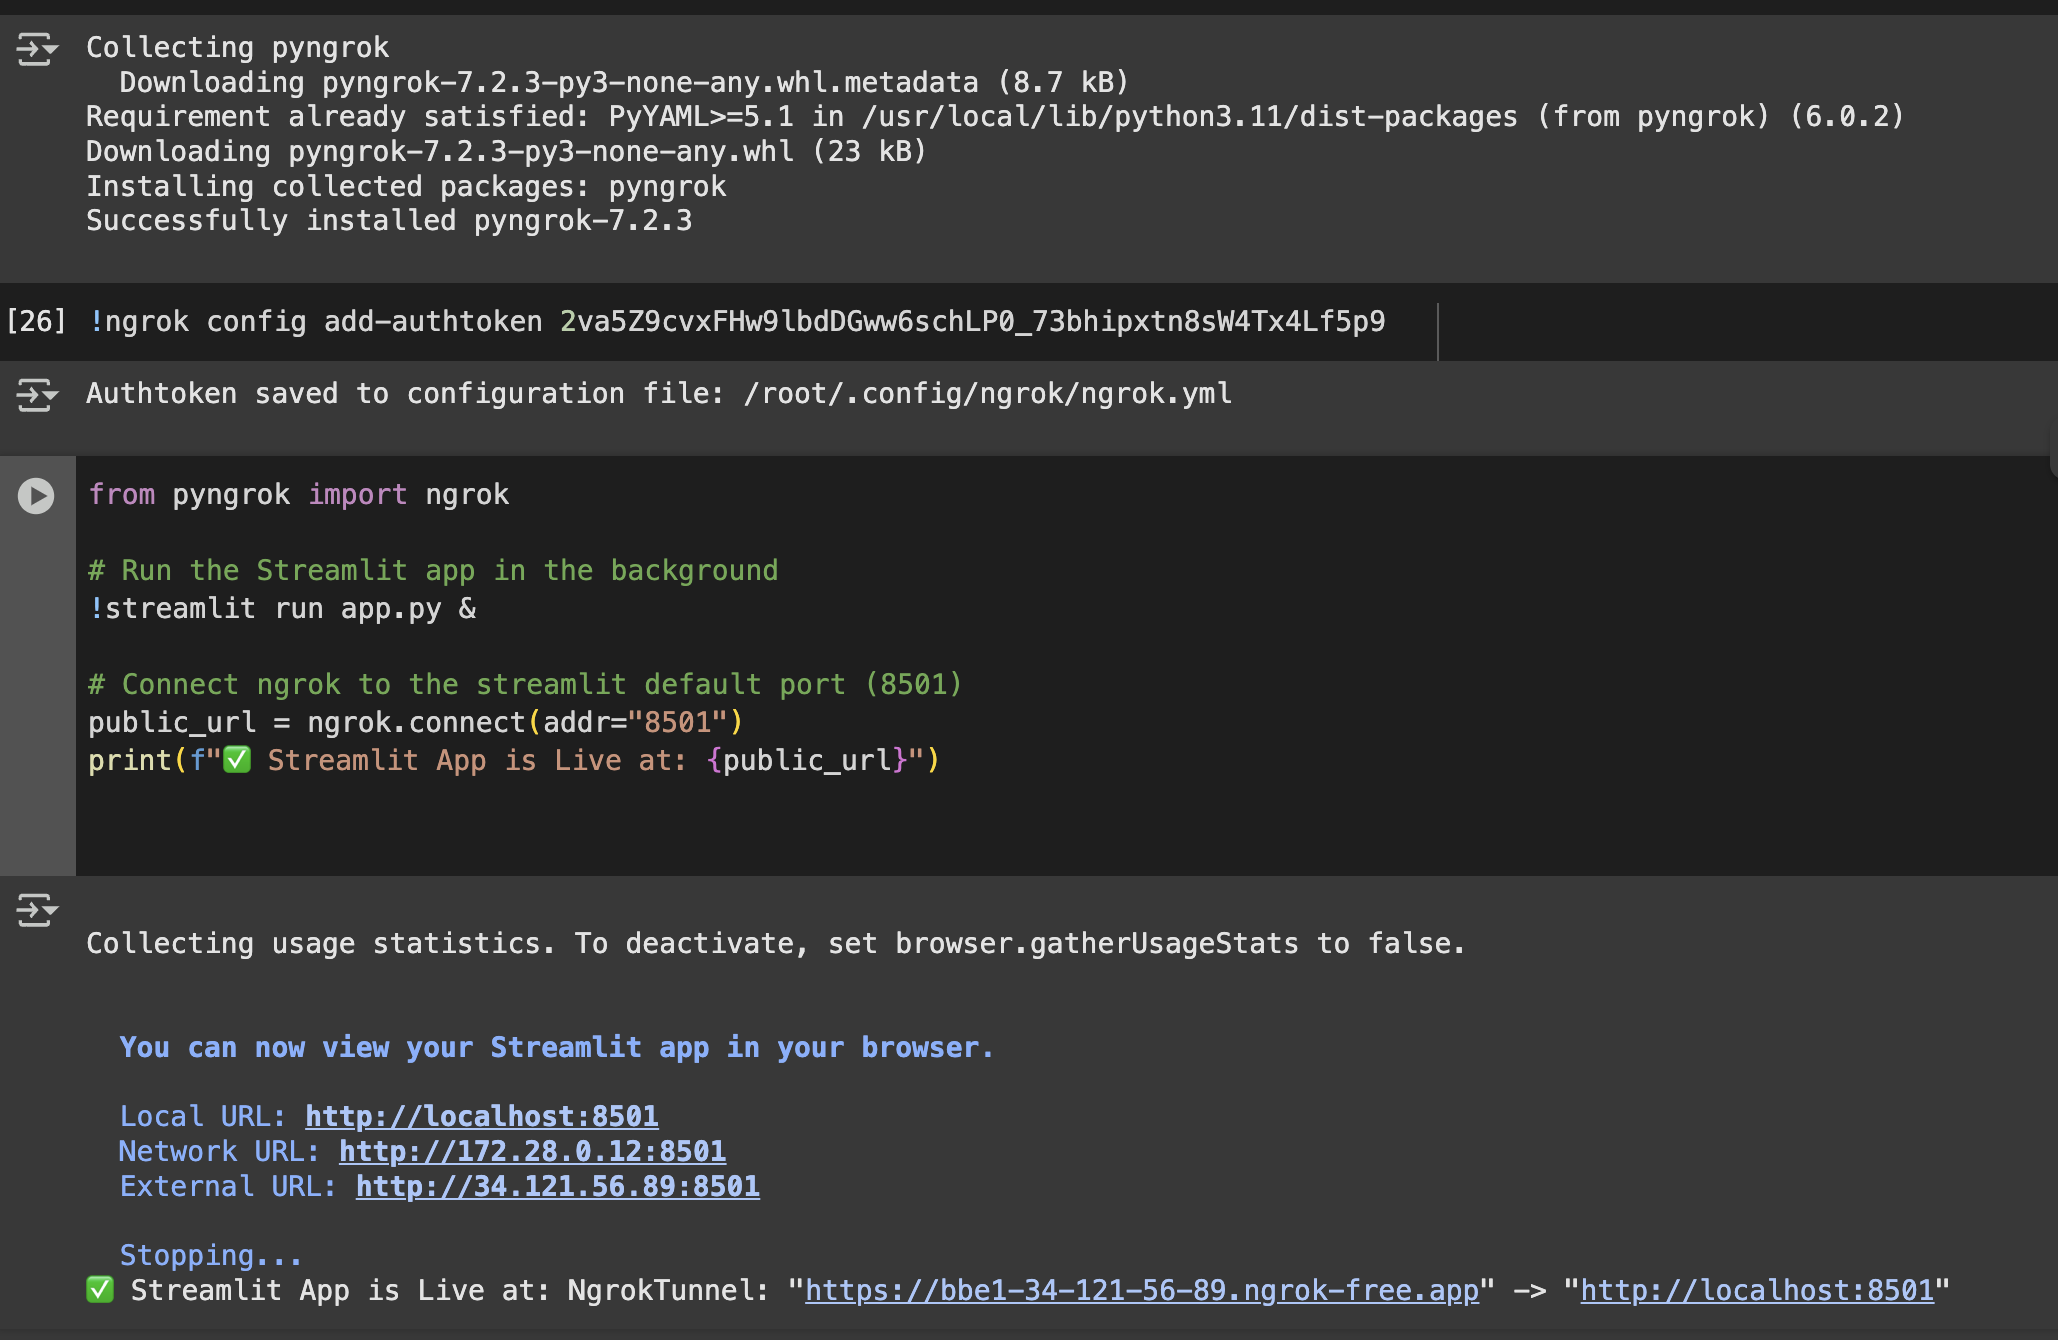 Collecting pyngrok
Downloading pyngrok-7.2.3-py3-none-any.whl.metadata (8.7 kB)
Requirement already satisfied: PyYAML>=5.1 in /usr/local/lib/python3.11/dist-packages (from pyngrok) (6.0.2)
Downloading pyngrok-7.2.3-py3-none-any.whl (23 kB)
Installing collected packages: pyngrok
Successfully installed pyngrok-7.2.3
[26] !ngrok config add-authtoken 2va5Z9cvxFHw9lbdDGww6schLP0_73bhipxtn8sW4Tx4Lf5p9
Authtoken saved to configuration file: /root/.config/ngrok/ngrok.yml
from pyngrok import ngrok
# Run the Streamlit app in the background
!streamlit run app.py &
# Connect ngrok to the streamlit default port (8501)
public_url = ngrok.connect(addr="8501")
print(f"✅ Streamlit App is Live at: {public_url}")
Collecting usage statistics. To deactivate, set browser.gatherUsageStats to false.
You can now view your Streamlit app in your browser.
Local URL: http://localhost:8501
Network URL: http://172.28.0.12:8501
External URL: http://34.121.56.89:8501
Stopping...
✅ Streamlit App is Live at: NgrokTunnel: "https://bbe1-34-121-56-89.ngrok-free.app" -> "http://localhost:8501"